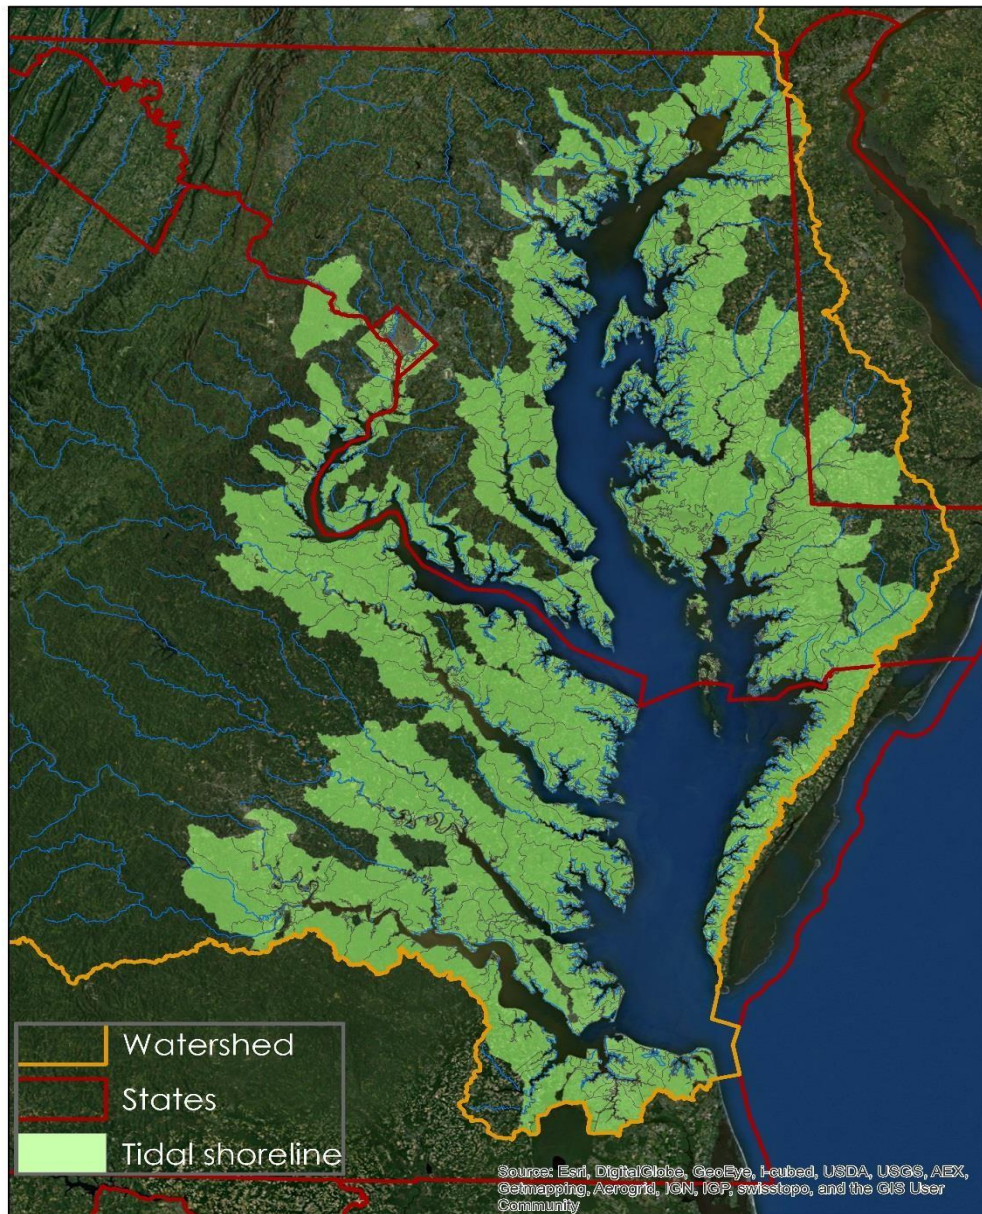 Watershed
States
Tidal shoreline
Source: Esri, DigitalGlobe, GeoEye, i-cubed, USDA, USGS, AEX,
Getmapping, Aerogrid, IGN, IGP, swisstopo, and the GIS User
Community